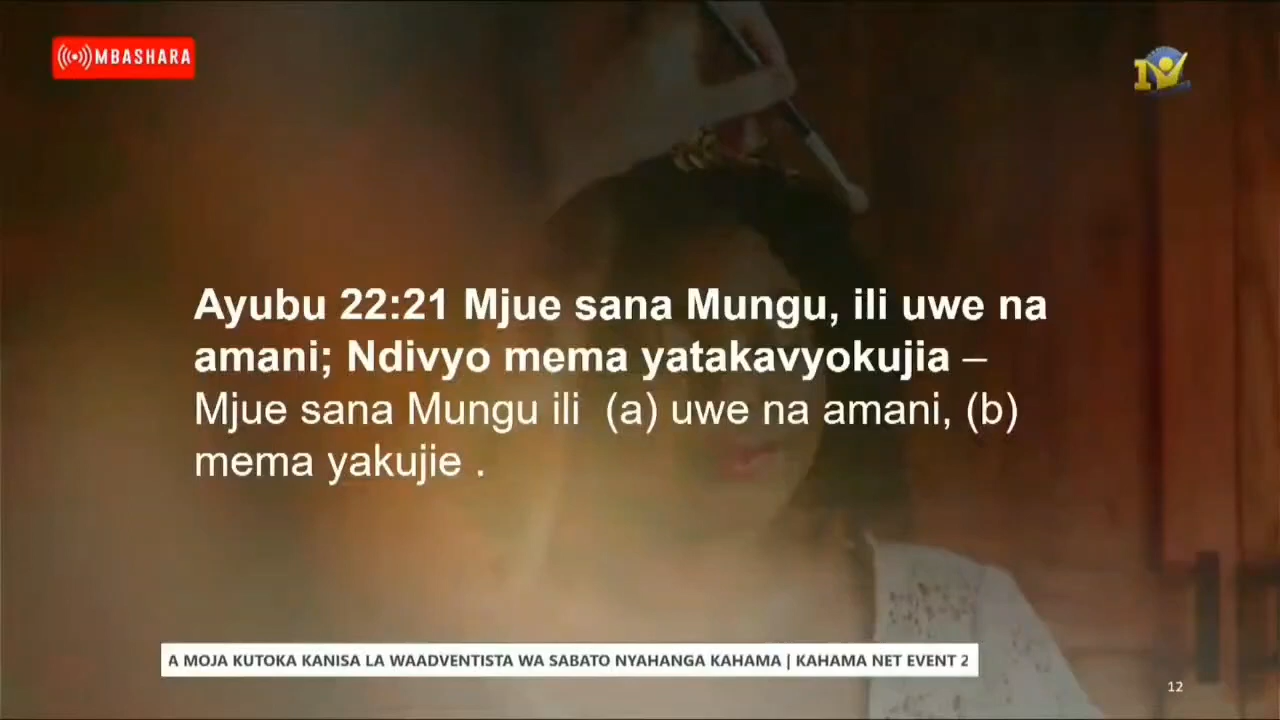 MBASHARA
Ayubu 22:21 Mjue sana Mungu, ili uwe na
amani; Ndivyo mema yatakavyokujia –
Mjue sana Mungu ili (a) uwe na amani, (b)
mema yakujie .
A MOJA KUTOKA KANISA LA WAADVENTISTA WA SABATO NYAHANGA KAHAMA | KAHAMA NET EVENT 2
12